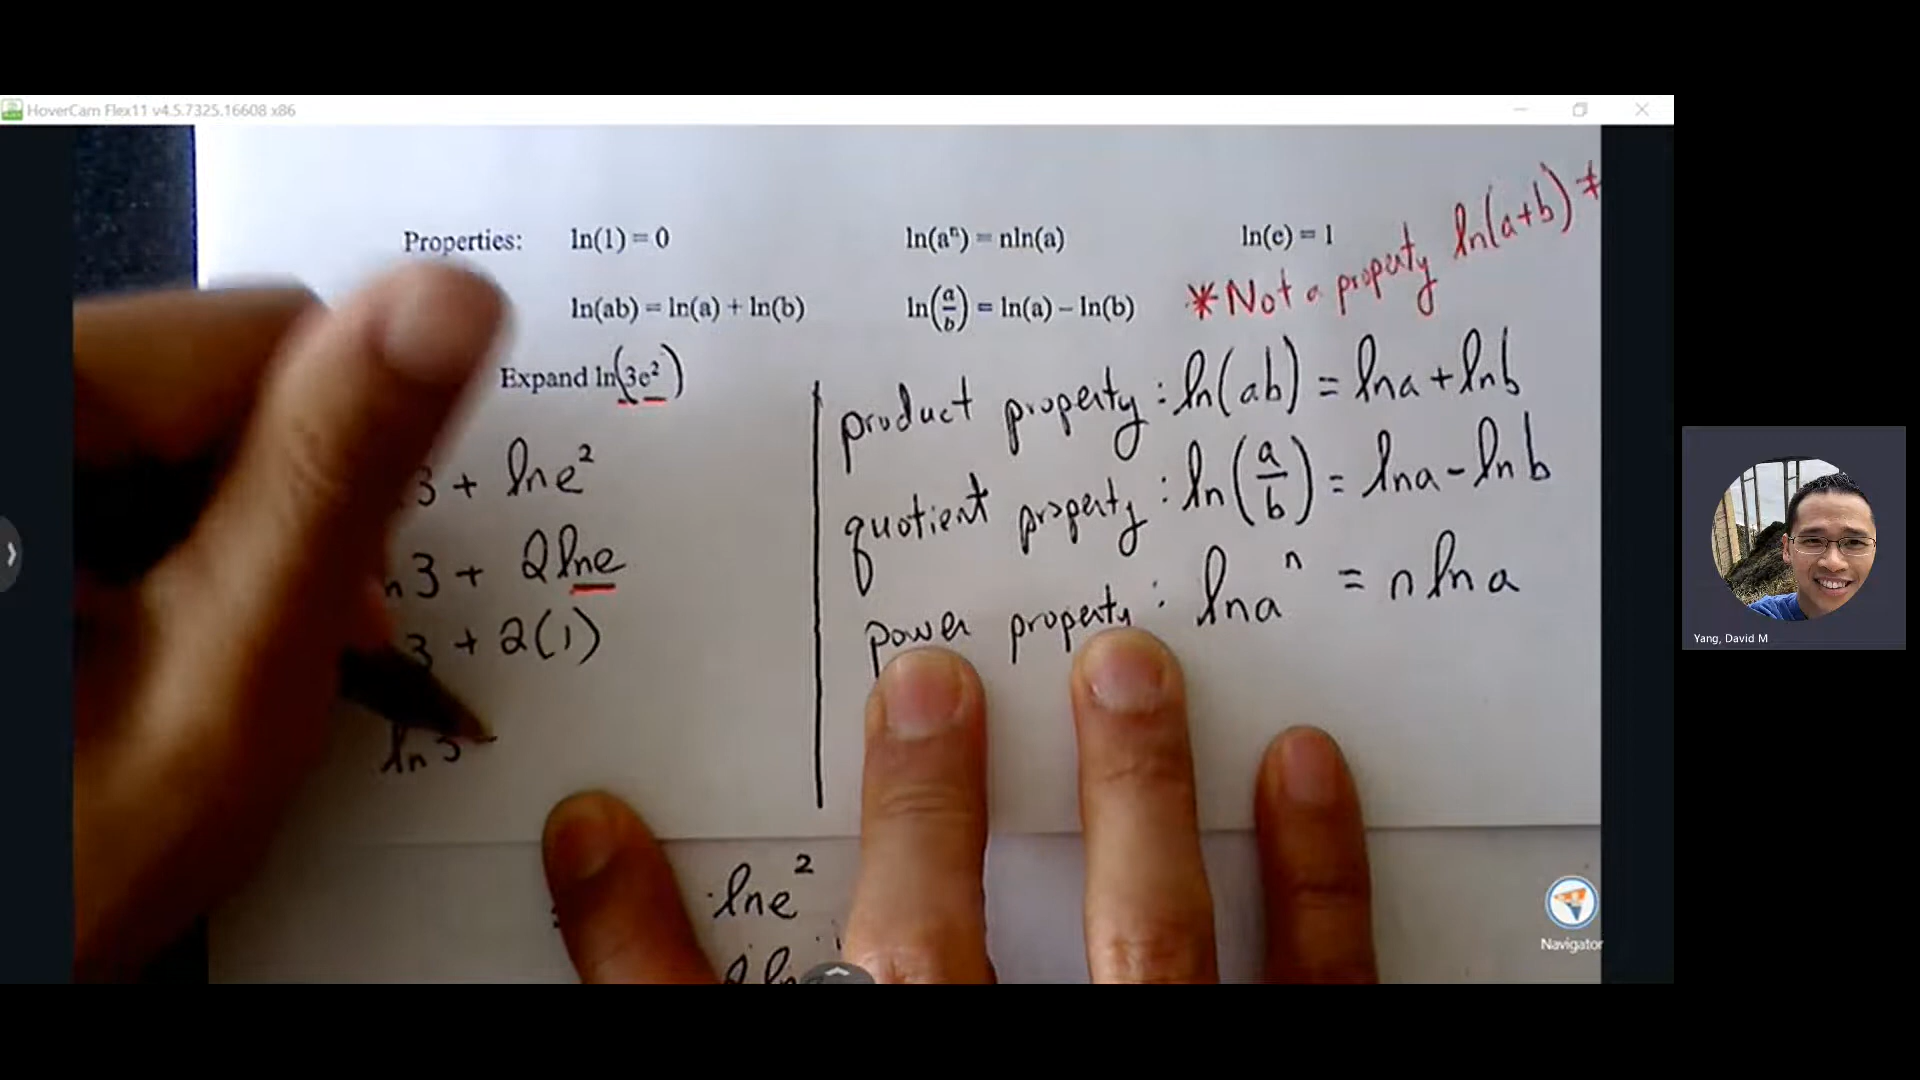 HoverCam Flex11 v4.5.7325.16608 x86
Properties: ln(1) = 0 ln(aⁿ) = nln(a) ln(e) = 1
*Not a property ln(a+b) ≠
ln(ab) = ln(a) + ln(b) ln(a/b) = ln(a) – ln(b)
Expand ln(3e²)
3 + lne²
n3 + 2lne
3 + 2(1)
ln3
product property: ln(ab) = lna + lnb
quotient property: ln(a/b) = lna - lnb
power property: lnaⁿ = n ln a
lne²
Navigator
Yang, David M